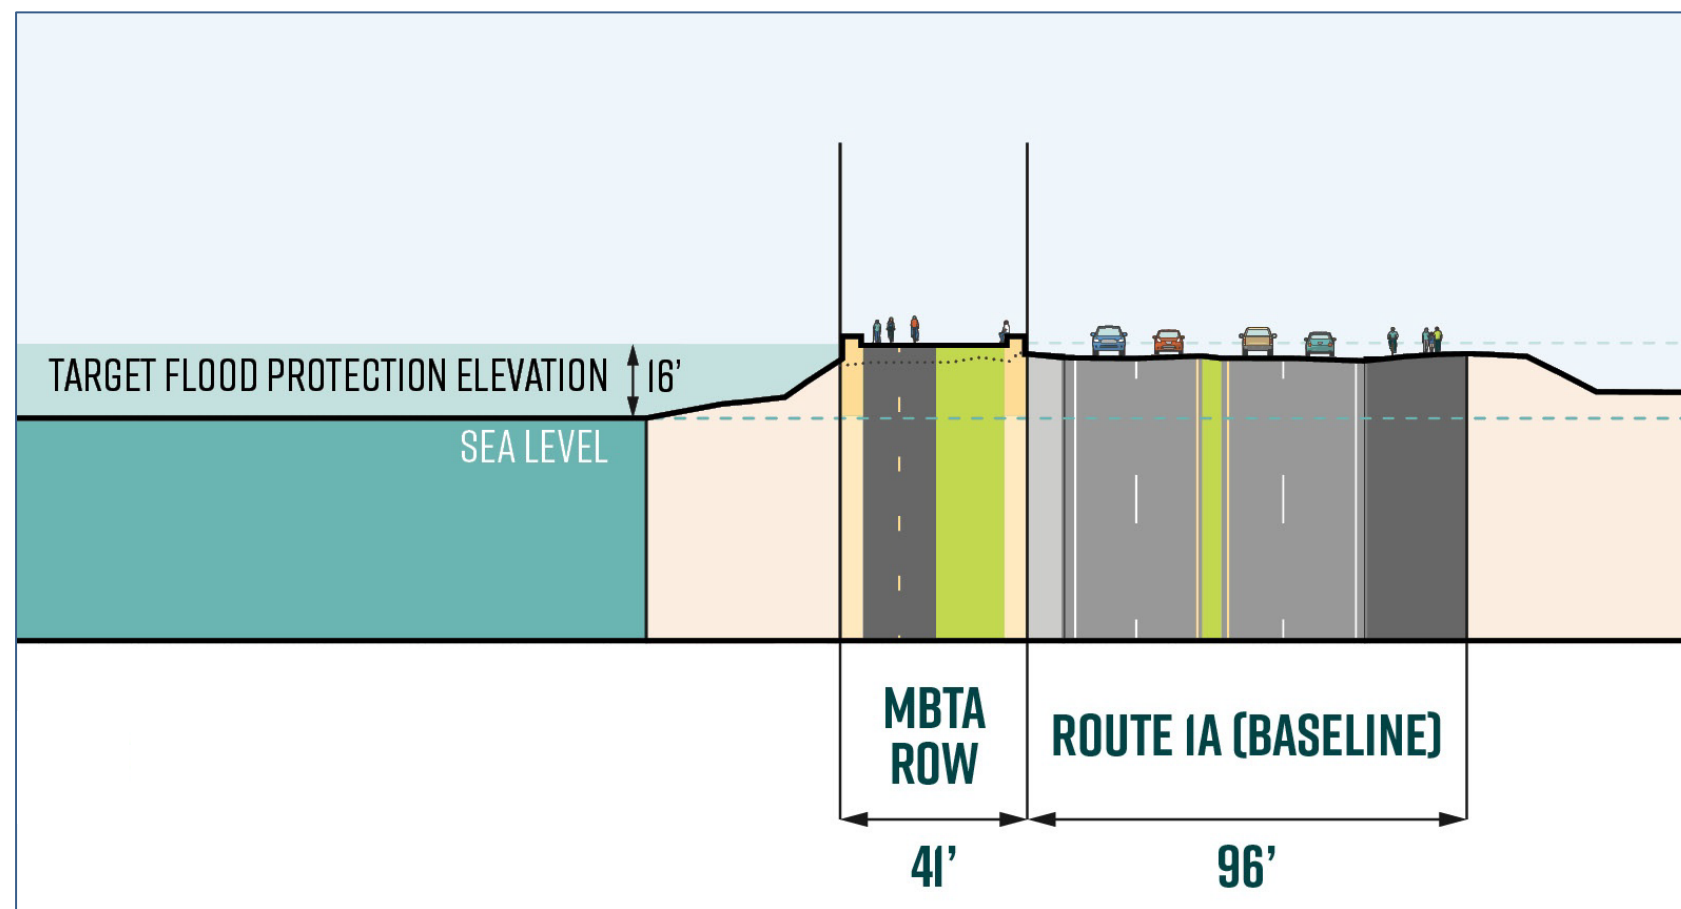 TARGET FLOOD PROTECTION ELEVATION
16’
SEA LEVEL
MBTA
ROW
ROUTE 1A (BASELINE)
41’
96’